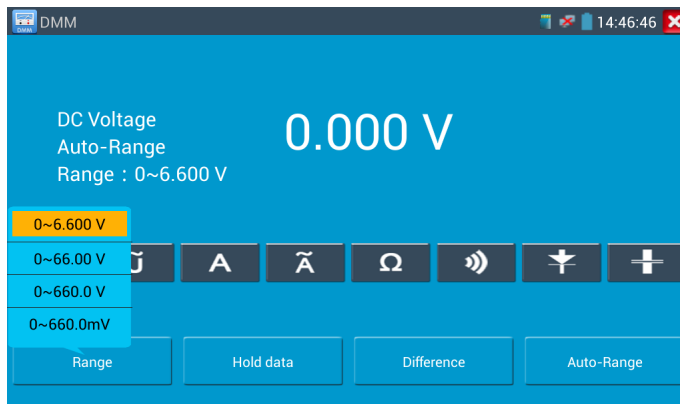 DMM
DMM
14:46:46
DC Voltage
0.000 V
Auto-Range
Range : 0~6.600 V
0~6.600 V
0~66.00 V
0~660.0 V
0~660.0mV
Ũ
A
Ã
Ω
Range
Hold data
Difference
Auto-Range